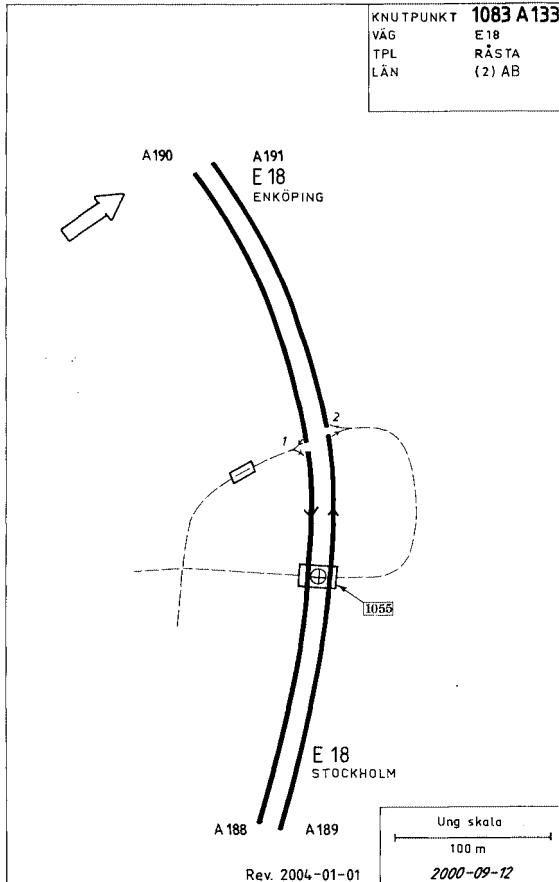 KNUTPUNKT 1083 A133
VÄG E18
TPL RÅSTA
LÄN (2) AB
A190
A191
E 18
ENKÖPING
1
2
1055
E 18
STOCKHOLM
A188
A189
Ung skala
100 m
Rev. 2004-01-01
2000-09-12